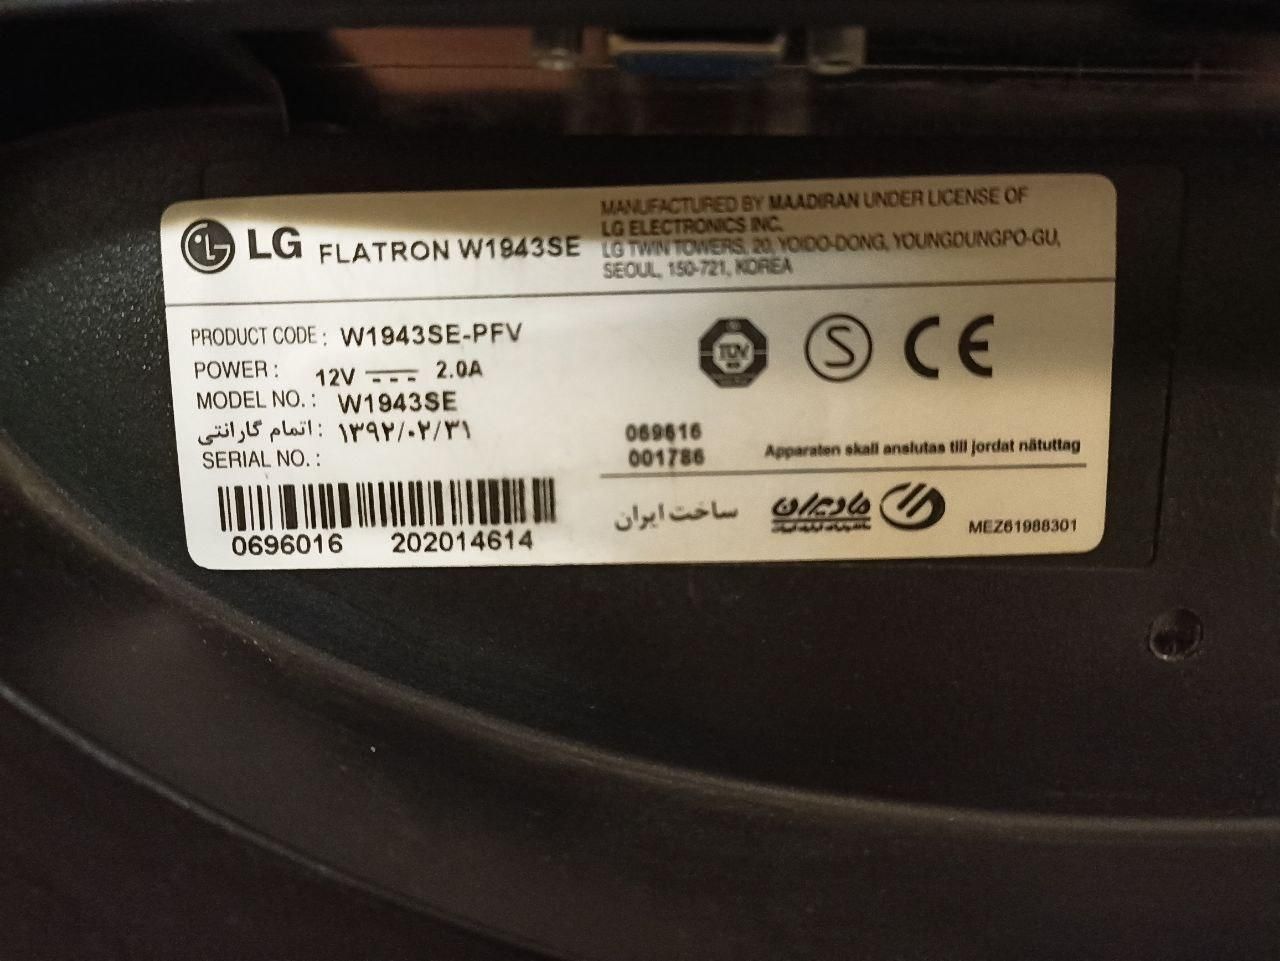 LG FLATRON W1943SE
MANUFACTURED BY MAADIRAN UNDER LICENSE OF
LG ELECTRONICS INC.
LG TWIN TOWERS, 20, YOIDO-DONG, YOUNGDUNGPO-GU,
SEOUL, 150-721, KOREA
PRODUCT CODE : W1943SE-PFV
POWER : 12V 2.0A
MODEL NO. : W1943SE
اتمام گارانتی : ۱۳۹۲/۰۲/۳۱
SERIAL NO. :
0696016 202014614
TÜV
S
CE
069616
001786
Apparaten skall anslutas till jordat nätuttag
ساخت ایران
مادیران
MEZ61988301